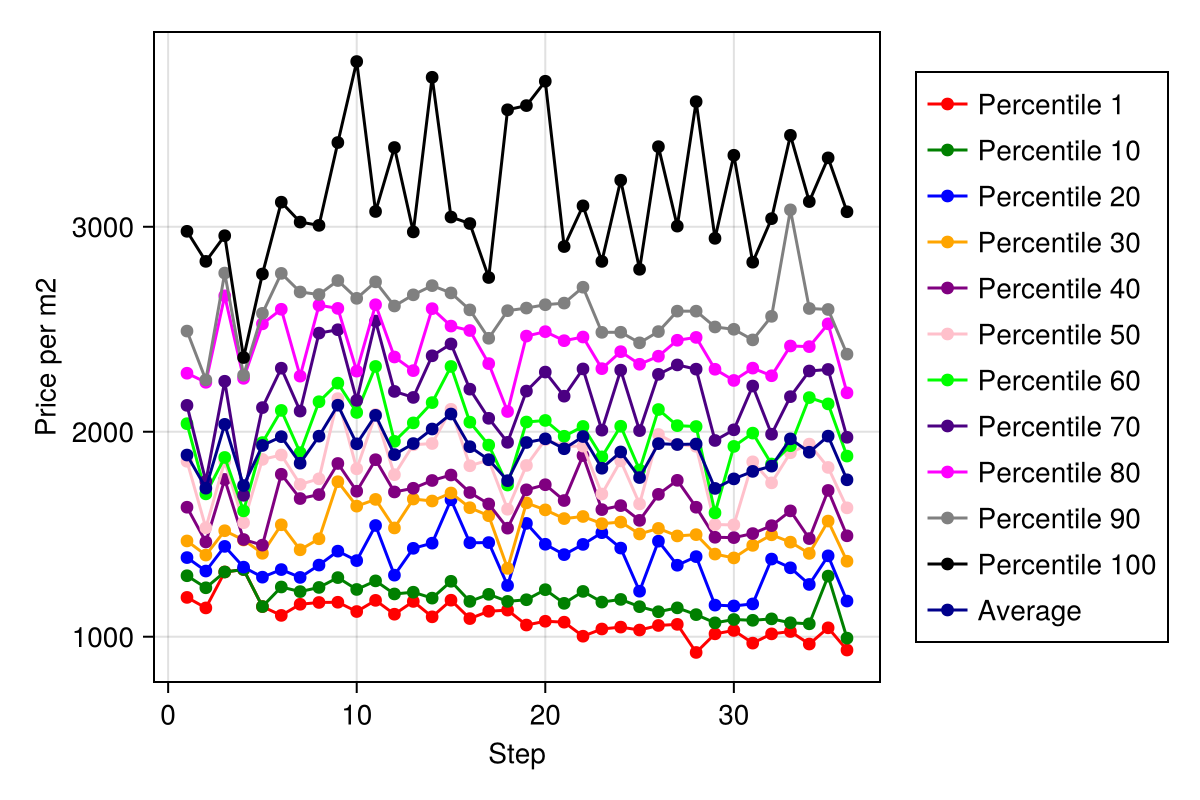 3000
2000
1000
Price per m2
0 10 20 30
Step
Percentile 1
Percentile 10
Percentile 20
Percentile 30
Percentile 40
Percentile 50
Percentile 60
Percentile 70
Percentile 80
Percentile 90
Percentile 100
Average